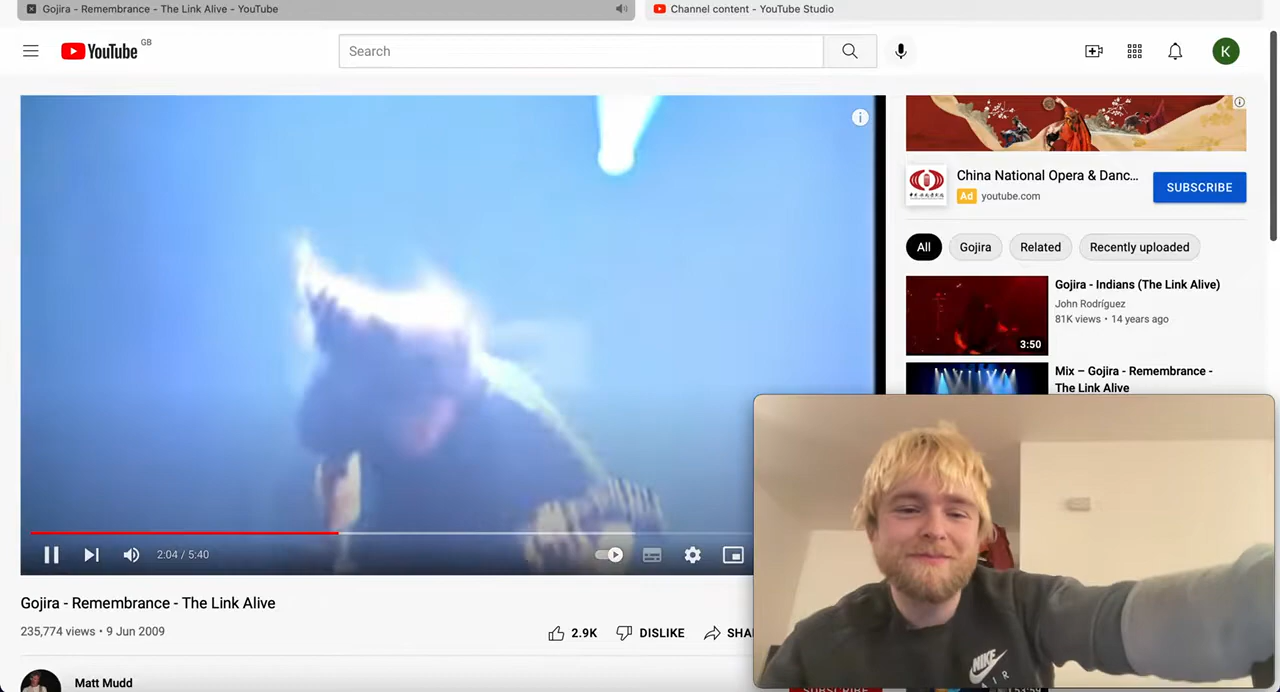 Gojira - Remembrance - The Link Alive - YouTube
Channel content - YouTube Studio
YouTube GB
Search
K
China National Opera & Danc...
Ad youtube.com
SUBSCRIBE
All
Gojira
Related
Recently uploaded
Gojira - Indians (The Link Alive)
John Rodríguez
81K views • 14 years ago
3:50
Mix – Gojira - Remembrance -
The Link Alive
2:04 / 5:40
Gojira - Remembrance - The Link Alive
235,774 views • 9 Jun 2009
2.9K
DISLIKE
SHA
Matt Mudd
NIKE
AIR